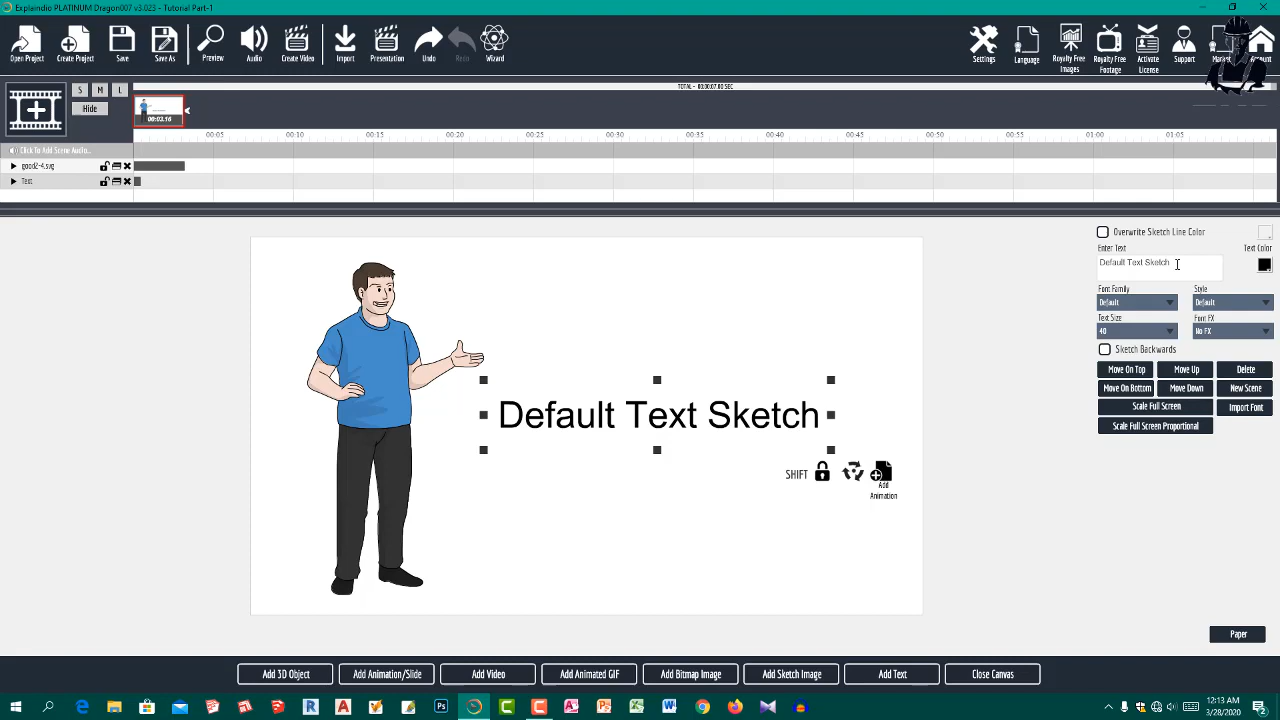 Explaindio PLATINUM Dragon007 v3.023 - Tutorial Part-1
Open Project Create Project Save Save As Preview Audio Create Video Import Presentation Undo Redo Wizard Settings Language Royalty Free Images Royalty Free Footage Activate License Support
S M L
TOTAL - 00:00:07.80 SEC
Hide
00:03.16
00:05 00:10 00:15 00:20 00:25 00:30 00:35 00:40 00:45 00:50 00:55 01:00 01:05
Click To Add Scene Audio...
good2-4.svg
Text
Overwrite Sketch Line Color
Enter Text Text Color
Default Text Sketch
Font Family Style
Default Default
Text Size Font FX
40 No FX
Sketch Backwards
Move On Top Move Up Delete
Move On Bottom Move Down New Scene
Scale Full Screen Import Font
Scale Full Screen Proportional
Default Text Sketch
SHIFT
Add Animation
Paper
Add 3D Object Add Animation/Slide Add Video Add Animated GIF Add Bitmap Image Add Sketch Image Add Text Close Canvas
12:13 AM
3/28/2020